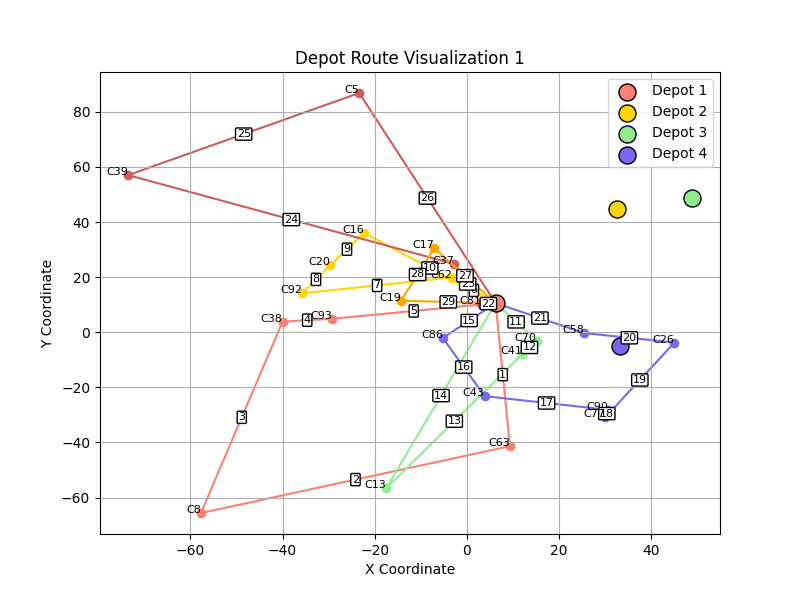 Depot Route Visualization 1
Depot 1
Depot 2
Depot 3
Depot 4
Y Coordinate
80
60
40
20
0
−20
−40
−60
−60
−40
−20
0
20
40
X Coordinate
C5
25
C39
26
24
C16
C17
9
C37
C20
10
28
27
C62
8
7
23
C92
C19
29
22
C81
5
C38
4
C93
15
11
21
C58
C86
20
C26
C70
12
C41
16
1
19
14
C43
17
C90
C77
18
3
13
C63
2
C13
C8